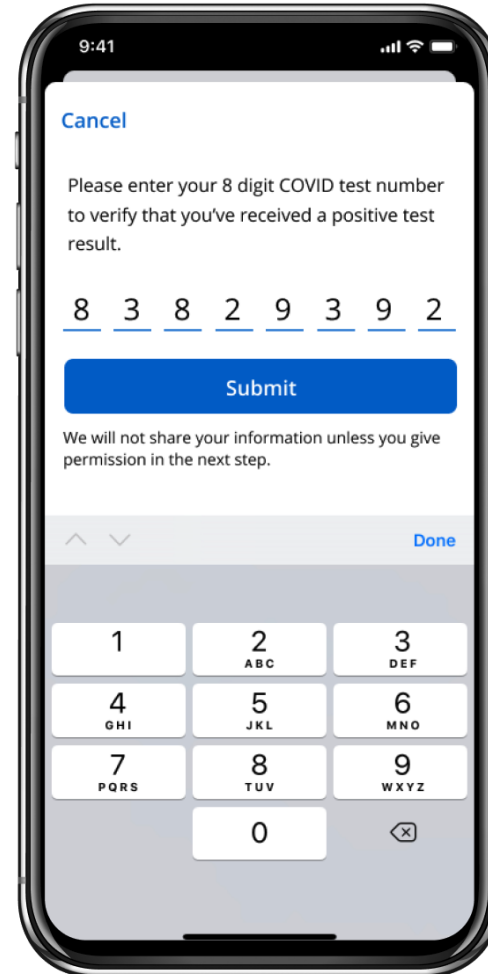 9:41
Cancel
Please enter your 8 digit COVID test number
to verify that you've received a positive test
result.
8 3 8 2 9 3 9 2
Submit
We will not share your information unless you give
permission in the next step.
Done
1 2 3
ABC DEF
4 5 6
GHI JKL MNO
7 8 9
PQRS TUV WXYZ
0